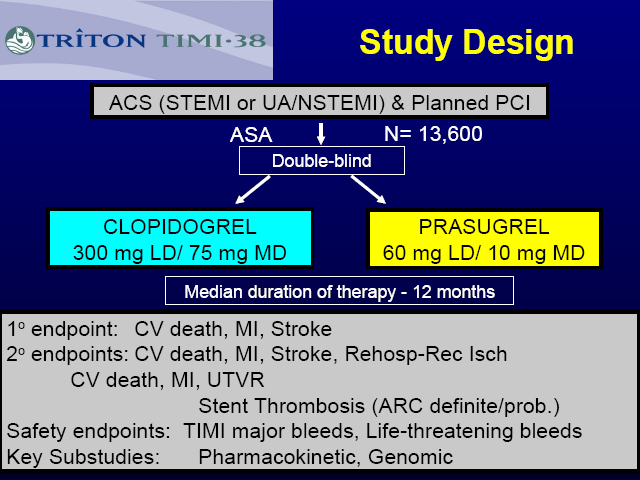 TRITON TIMI-38
Study Design
ACS (STEMI or UA/NSTEMI) & Planned PCI
ASA
N= 13,600
Double-blind
CLOPIDOGREL
300 mg LD/ 75 mg MD
PRASUGREL
60 mg LD/ 10 mg MD
Median duration of therapy - 12 months
1º endpoint: CV death, MI, Stroke
2º endpoints: CV death, MI, Stroke, Rehosp-Rec Isch
CV death, MI, UTVR
Stent Thrombosis (ARC definite/prob.)
Safety endpoints: TIMI major bleeds, Life-threatening bleeds
Key Substudies: Pharmacokinetic, Genomic